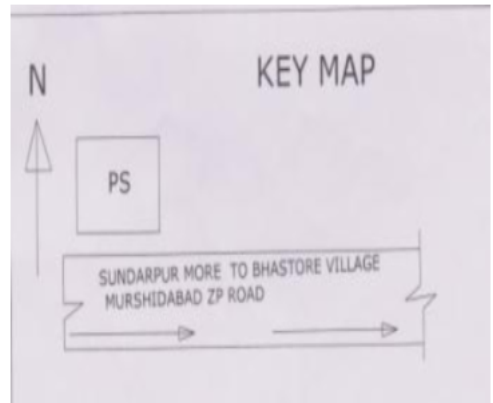 N
KEY MAP
PS
SUNDARPUR MORE TO BHASTORE VILLAGE
MURSHIDABAD ZP ROAD